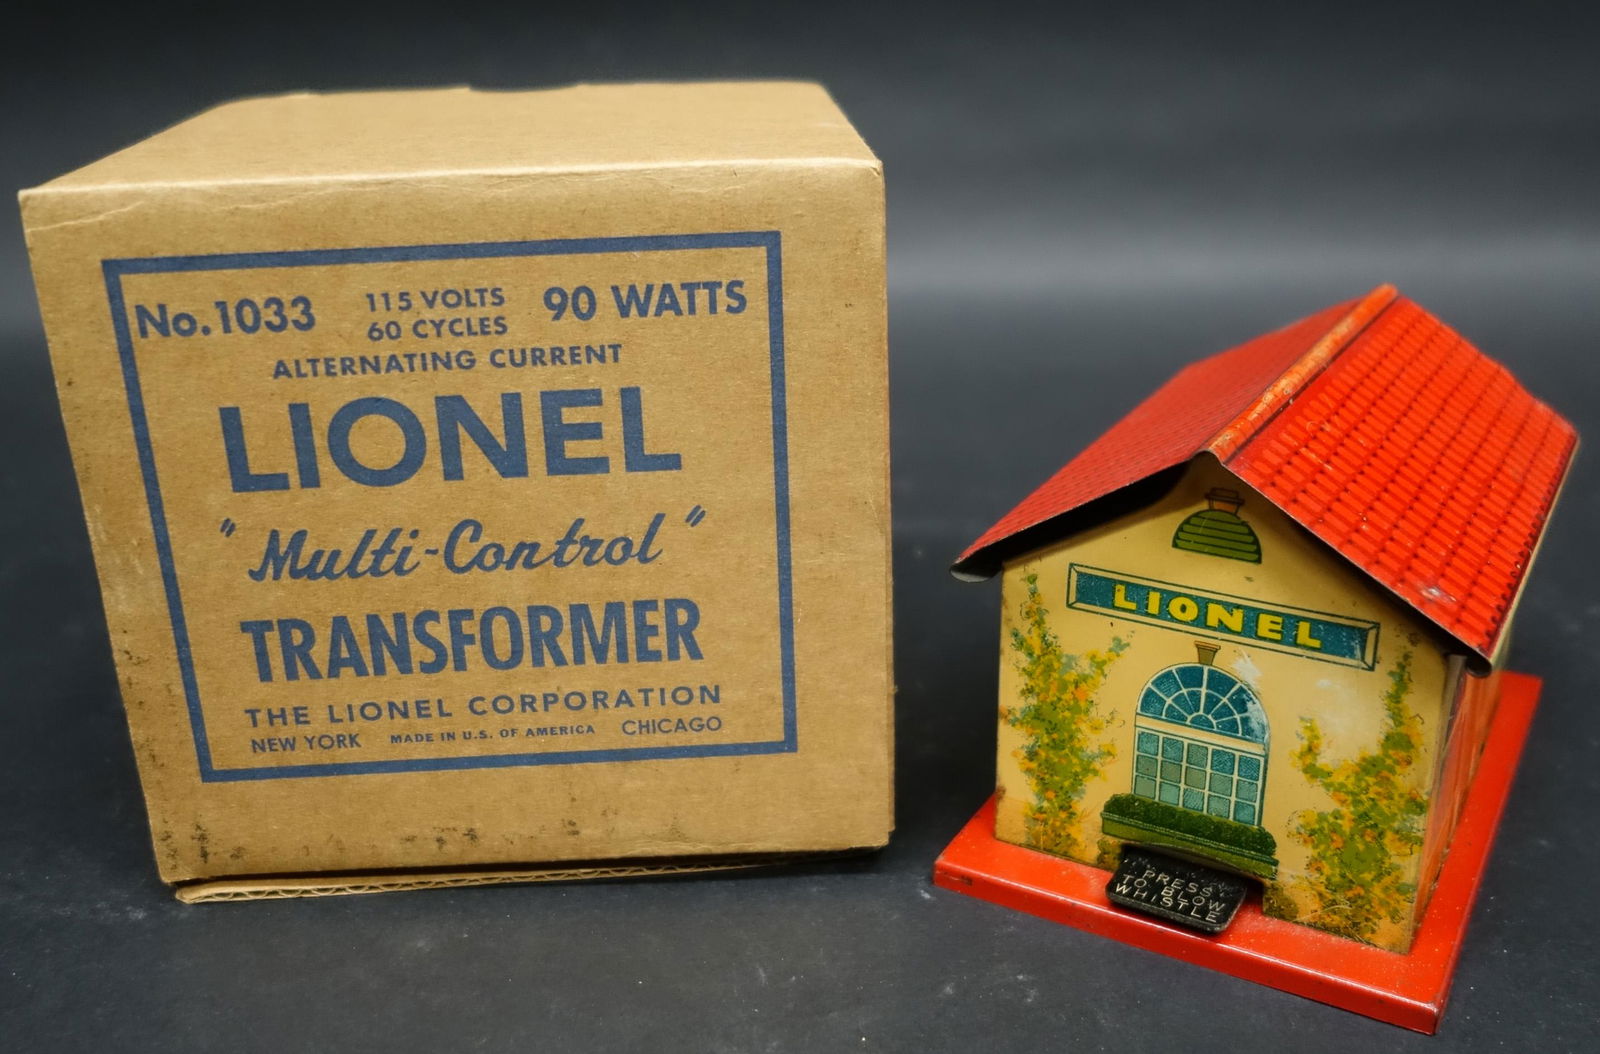 No. 1033 115 VOLTS 90 WATTS
60 CYCLES
ALTERNATING CURRENT
LIONEL
"Multi-Control"
TRANSFORMER
THE LIONEL CORPORATION
NEW YORK MADE IN U.S. OF AMERICA CHICAGO
LIONEL
PRESS
TO BLOW
WHISTLE